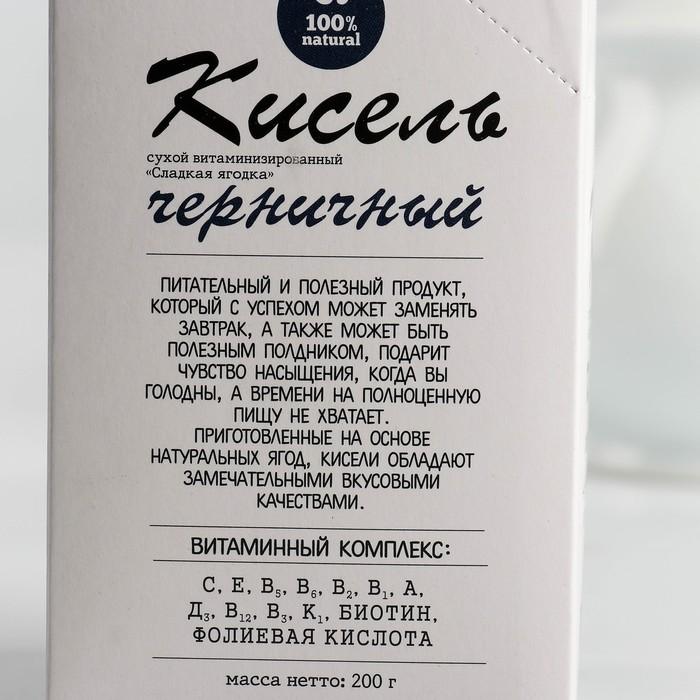 100%
natural
Кисель
сухой витаминизированный
«Сладкая ягодка»
черничный
ПИТАТЕЛЬНЫЙ И ПОЛЕЗНЫЙ ПРОДУКТ,
КОТОРЫЙ С УСПЕХОМ МОЖЕТ ЗАМЕНЯТЬ
ЗАВТРАК, А ТАКЖЕ МОЖЕТ БЫТЬ
ПОЛЕЗНЫМ ПОЛДНИКОМ, ПОДАРИТ
ЧУВСТВО НАСЫЩЕНИЯ, КОГДА ВЫ
ГОЛОДНЫ, А ВРЕМЕНИ НА ПОЛНОЦЕННУЮ
ПИЩУ НЕ ХВАТАЕТ.
ПРИГОТОВЛЕННЫЕ НА ОСНОВЕ
НАТУРАЛЬНЫХ ЯГОД, КИСЕЛИ ОБЛАДАЮТ
ЗАМЕЧАТЕЛЬНЫМИ ВКУСОВЫМИ
КАЧЕСТВАМИ.
ВИТАМИННЫЙ КОМПЛЕКС:
С, Е, В₅, В₆, В₂, В₁, А,
Д₃, В₁₂, В₃, К₁, БИОТИН,
ФОЛИЕВАЯ КИСЛОТА
масса нетто: 200 г